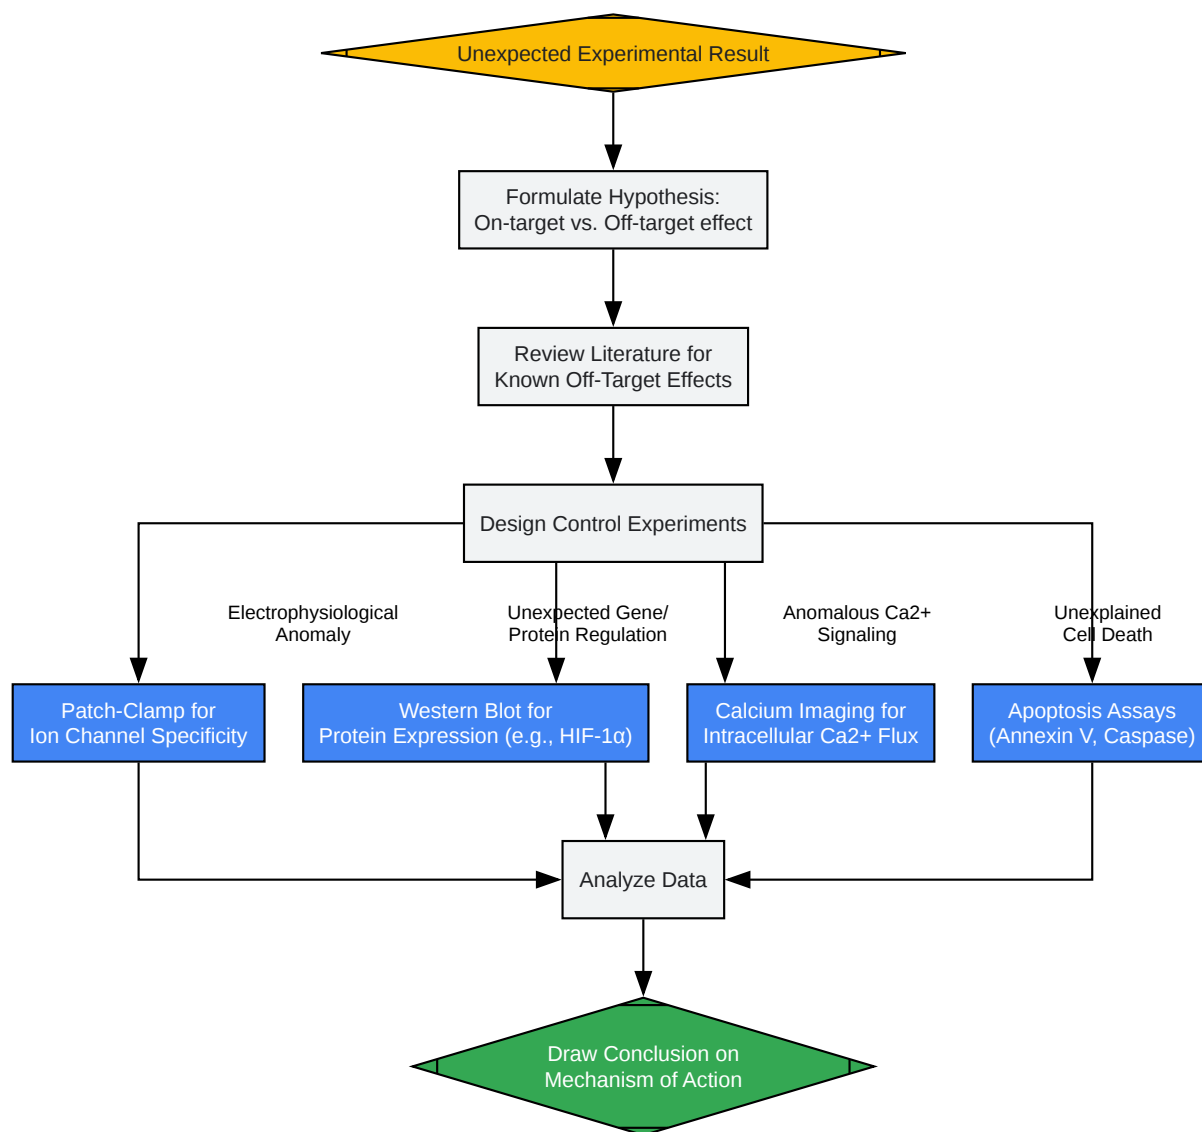 Unexpected Experimental Result
Formulate Hypothesis:
On-target vs. Off-target effect
Review Literature for
Known Off-Target Effects
Design Control Experiments
Electrophysiological
Anomaly
Unexpected Gene/
Protein Regulation
Anomalous Ca2+
Signaling
Unexplained
Cell Death
Patch-Clamp for
Ion Channel Specificity
Western Blot for
Protein Expression (e.g., HIF-1α)
Calcium Imaging for
Intracellular Ca2+ Flux
Apoptosis Assays
(Annexin V, Caspase)
Analyze Data
Draw Conclusion on
Mechanism of Action